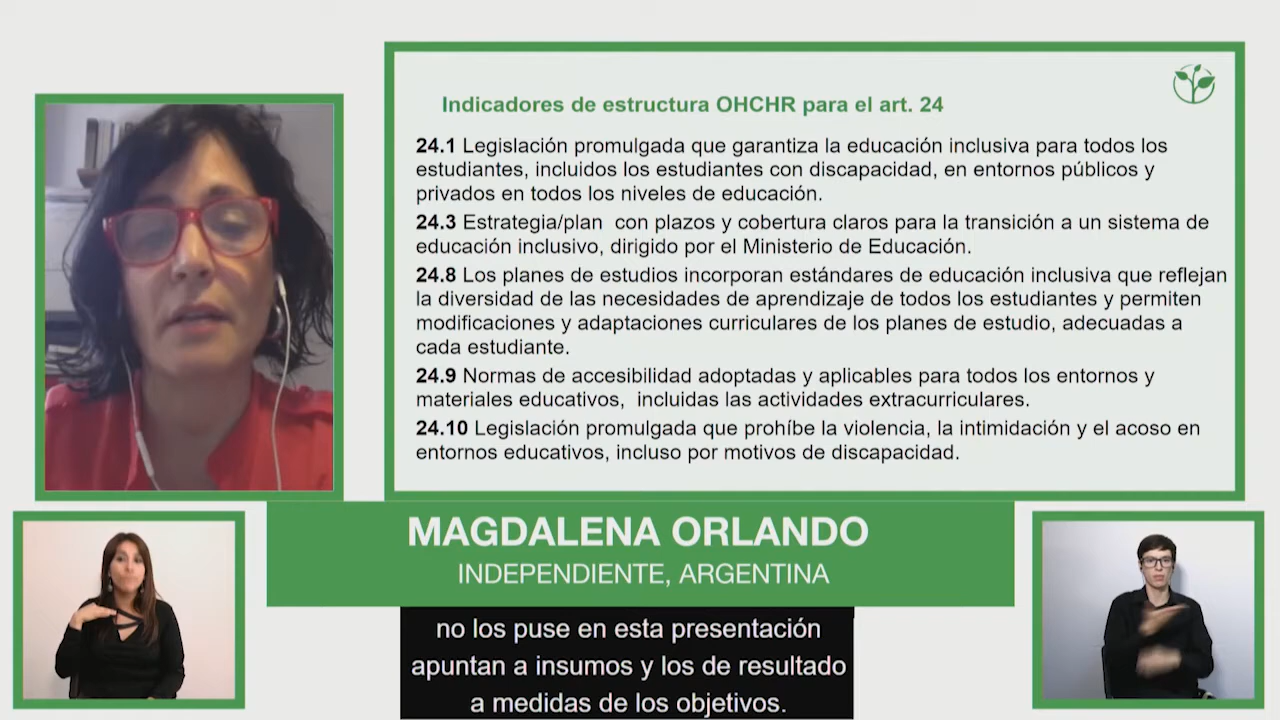 Indicadores de estructura OHCHR para el art. 24
24.1 Legislación promulgada que garantiza la educación inclusiva para todos los
estudiantes, incluidos los estudiantes con discapacidad, en entornos públicos y
privados en todos los niveles de educación.
24.3 Estrategia/plan  con plazos y cobertura claros para la transición a un sistema de
educación inclusivo, dirigido por el Ministerio de Educación.
24.8 Los planes de estudios incorporan estándares de educación inclusiva que reflejan
la diversidad de las necesidades de aprendizaje de todos los estudiantes y permiten
modificaciones y adaptaciones curriculares de los planes de estudio, adecuadas a
cada estudiante.
24.9 Normas de accesibilidad adoptadas y aplicables para todos los entornos y
materiales educativos,  incluidas las actividades extracurriculares.
24.10 Legislación promulgada que prohíbe la violencia, la intimidación y el acoso en
entornos educativos, incluso por motivos de discapacidad.
MAGDALENA ORLANDO
INDEPENDIENTE, ARGENTINA
no los puse en esta presentación
apuntan a insumos y los de resultado
a medidas de los objetivos.